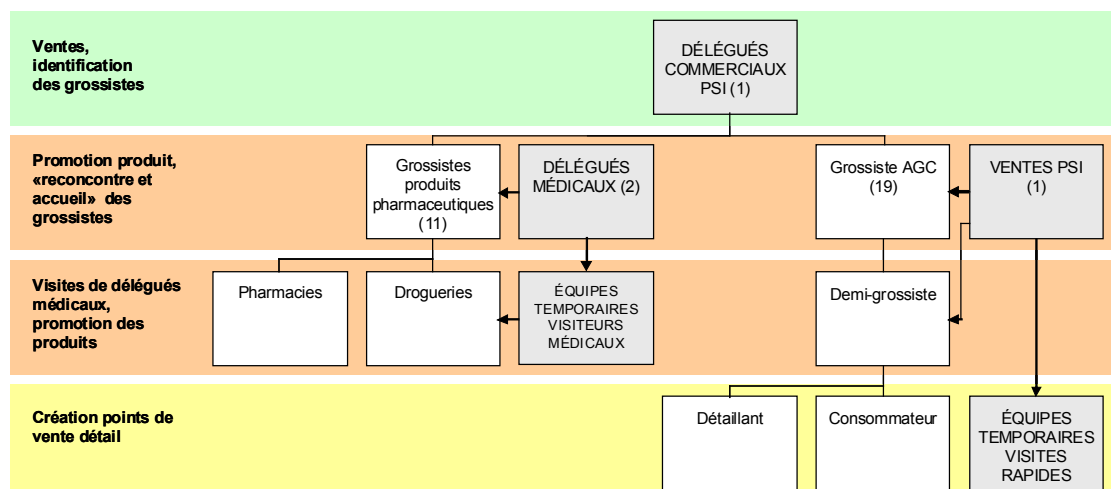 Ventes,
identification
des grossistes
DÉLÉGUÉS
COMMERCIAUX
PSI (1)
Promotion produit,
«reconcontre et
accueil» des
grossistes
Grossistes
produits
pharmaceutiques
(11)
DÉLÉGUÉS
MÉDICAUX (2)
Grossiste AGC
(19)
VENTES PSI
(1)
Visites de délégués
médicaux,
promotion des
produits
Pharmacies
Drogueries
ÉQUIPES
TEMPORAIRES
VISITEURS
MÉDICAUX
Demi-grossiste
Création points de
vente détail
Détaillant
Consommateur
ÉQUIPES
TEMPORAIRES
VISITES
RAPIDES